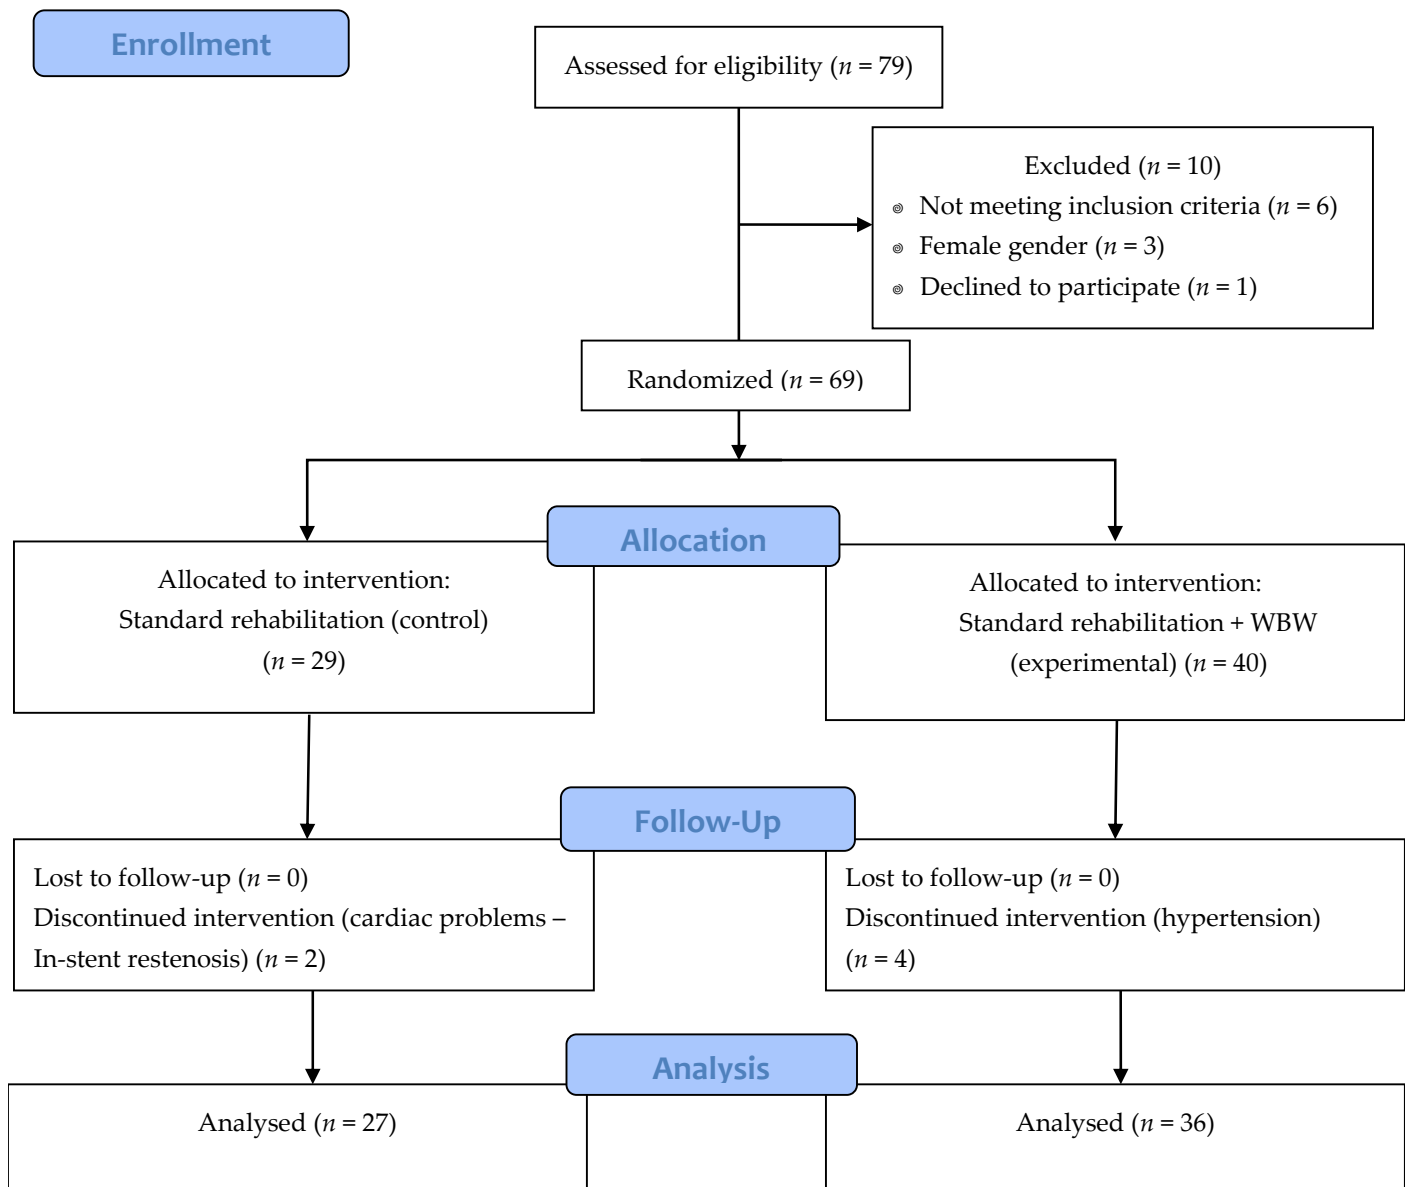 Enrollment
Assessed for eligibility (n = 79)
Excluded (n = 10)
Not meeting inclusion criteria (n = 6)
Female gender (n = 3)
Declined to participate (n = 1)
Randomized (n = 69)
Allocation
Allocated to intervention:
Standard rehabilitation (control)
(n = 29)
Allocated to intervention:
Standard rehabilitation + WBW
(experimental) (n = 40)
Follow-Up
Lost to follow-up (n = 0)
Discontinued intervention (cardiac problems –
In-stent restenosis) (n = 2)
Lost to follow-up (n = 0)
Discontinued intervention (hypertension)
(n = 4)
Analysis
Analysed (n = 27)
Analysed (n = 36)